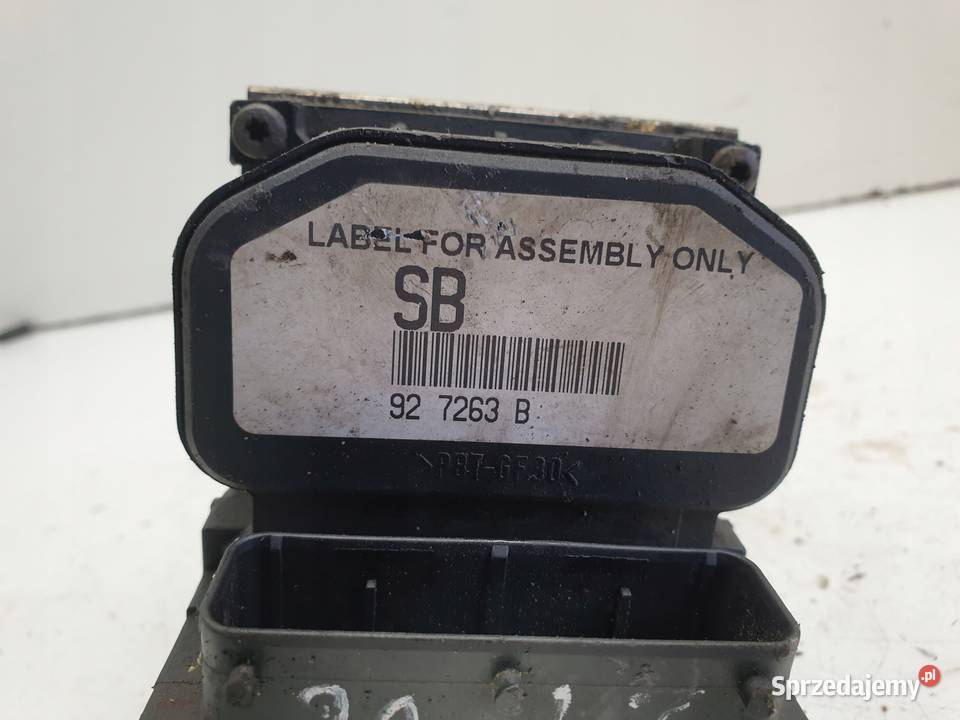 LABEL FOR ASSEMBLY ONLY
SB
92 7263 B
>PBT-GF30<
Sprzedajemy.pl